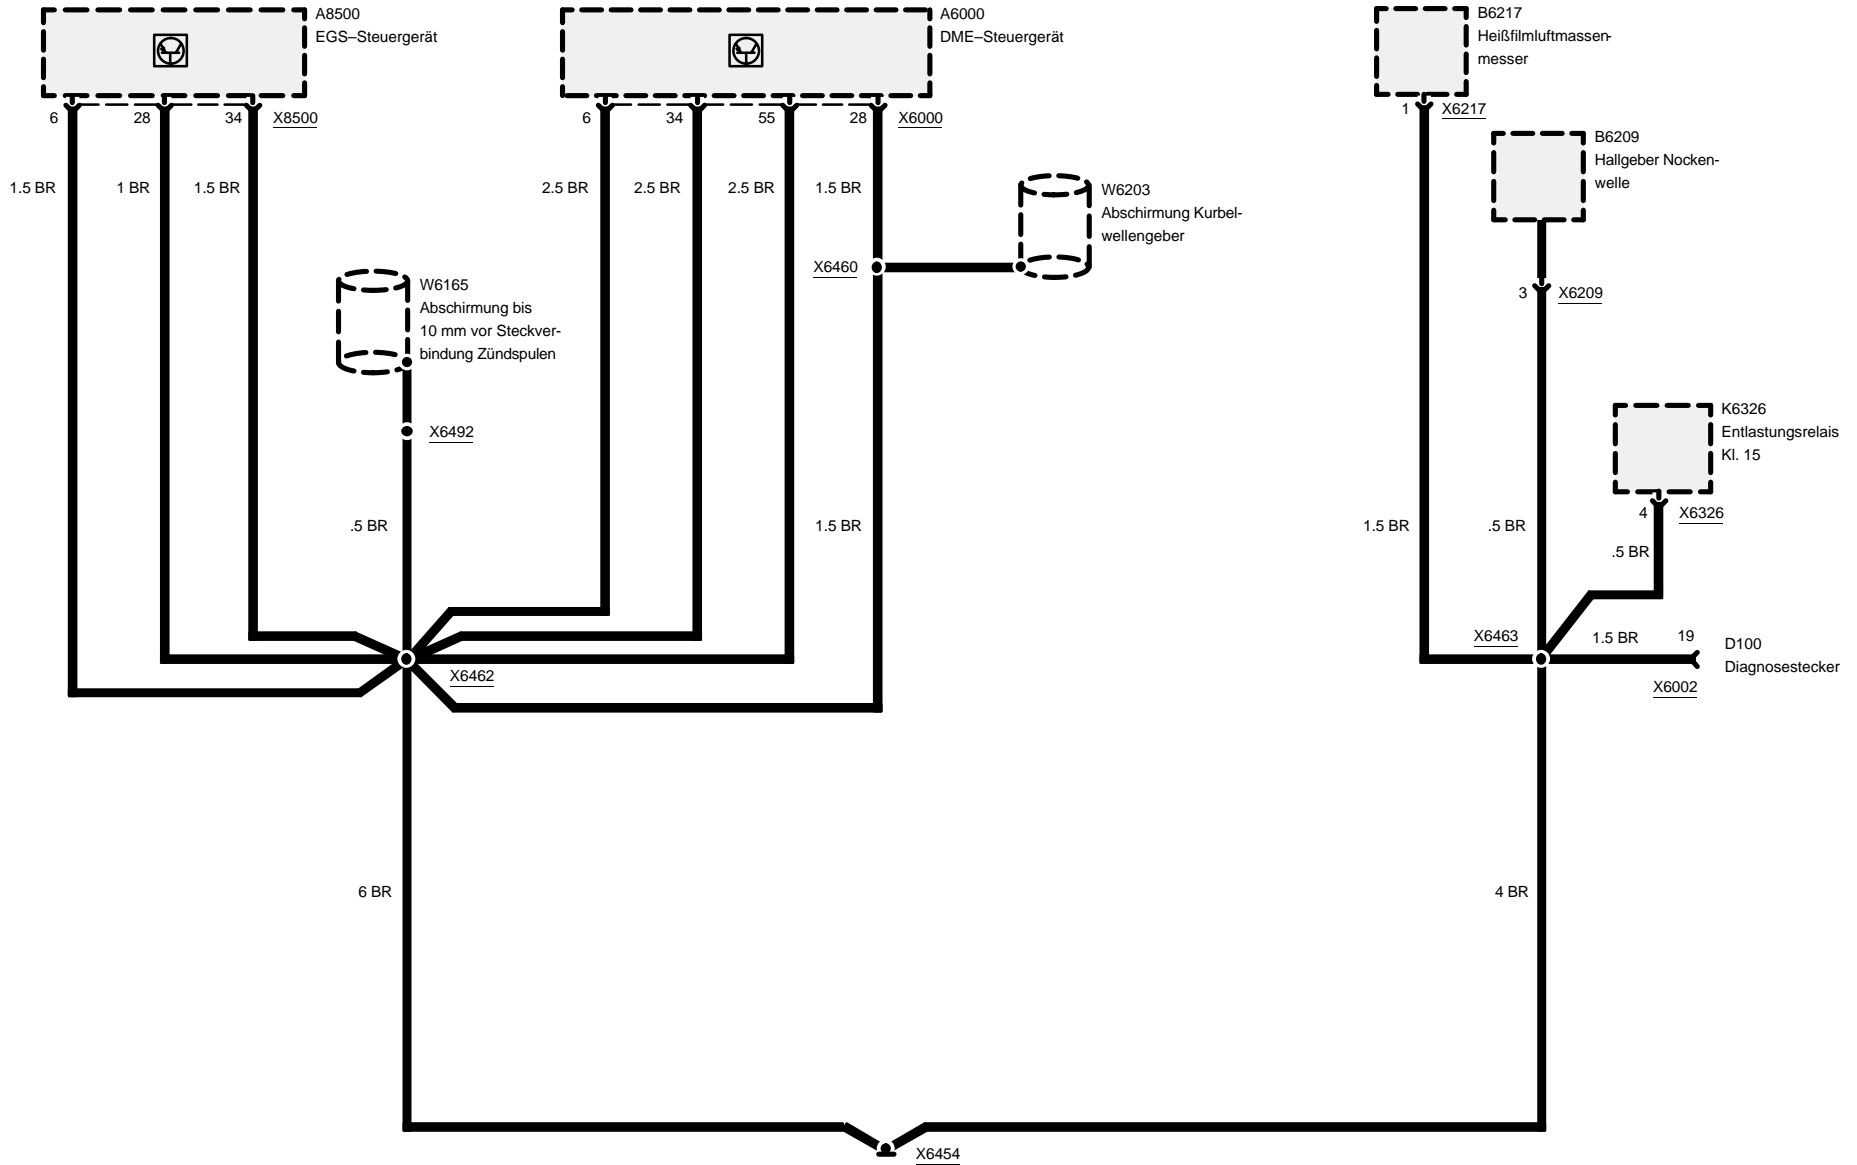 A8500
EGS–Steuergerät
A6000
DME–Steuergerät
B6217
Heißfilmluftmassen-
messer
6
28
34
X8500
6
34
55
28
X6000
1
X6217
B6209
Hallgeber Nocken-
welle
1.5 BR
1 BR
1.5 BR
2.5 BR
2.5 BR
2.5 BR
1.5 BR
W6203
Abschirmung Kurbel-
wellengeber
X6460
W6165
Abschirmung bis
10 mm vor Steckver-
bindung Zündspulen
3
X6209
X6492
K6326
Entlastungsrelais
Kl. 15
4
X6326
.5 BR
1.5 BR
1.5 BR
.5 BR
.5 BR
X6462
X6463
1.5 BR
19
D100
Diagnosestecker
X6002
6 BR
4 BR
X6454